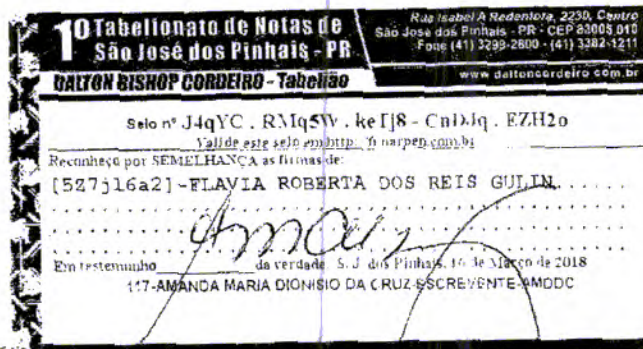 1º Tabelionato de Notas de
São José dos Pinhais - PR
DALTON BISHOP CORDEIRO - Tabelião
Rua Isabel A Redentora, 2230, Centro
São José dos Pinhais - PR - CEP 83005 010
Fone (41) 3299-2600 - (41) 3382-1211
www daltoncordeiro com.br
Selo nº J4qYC . RMq5W . - . EZH2o
Valide este selo em http:
Reconheço por SEMELHANÇA as firmas de:
[5Z7j16a2]-FLAVIA ROBERTA DOS REIS GULIN
Em testemunho da verdade. S. J. dos Pinhais, 16 de Março de 2018
117-AMANDA MARIA DIONISIO DA CRUZ-ESCREVENTE-AMDDC